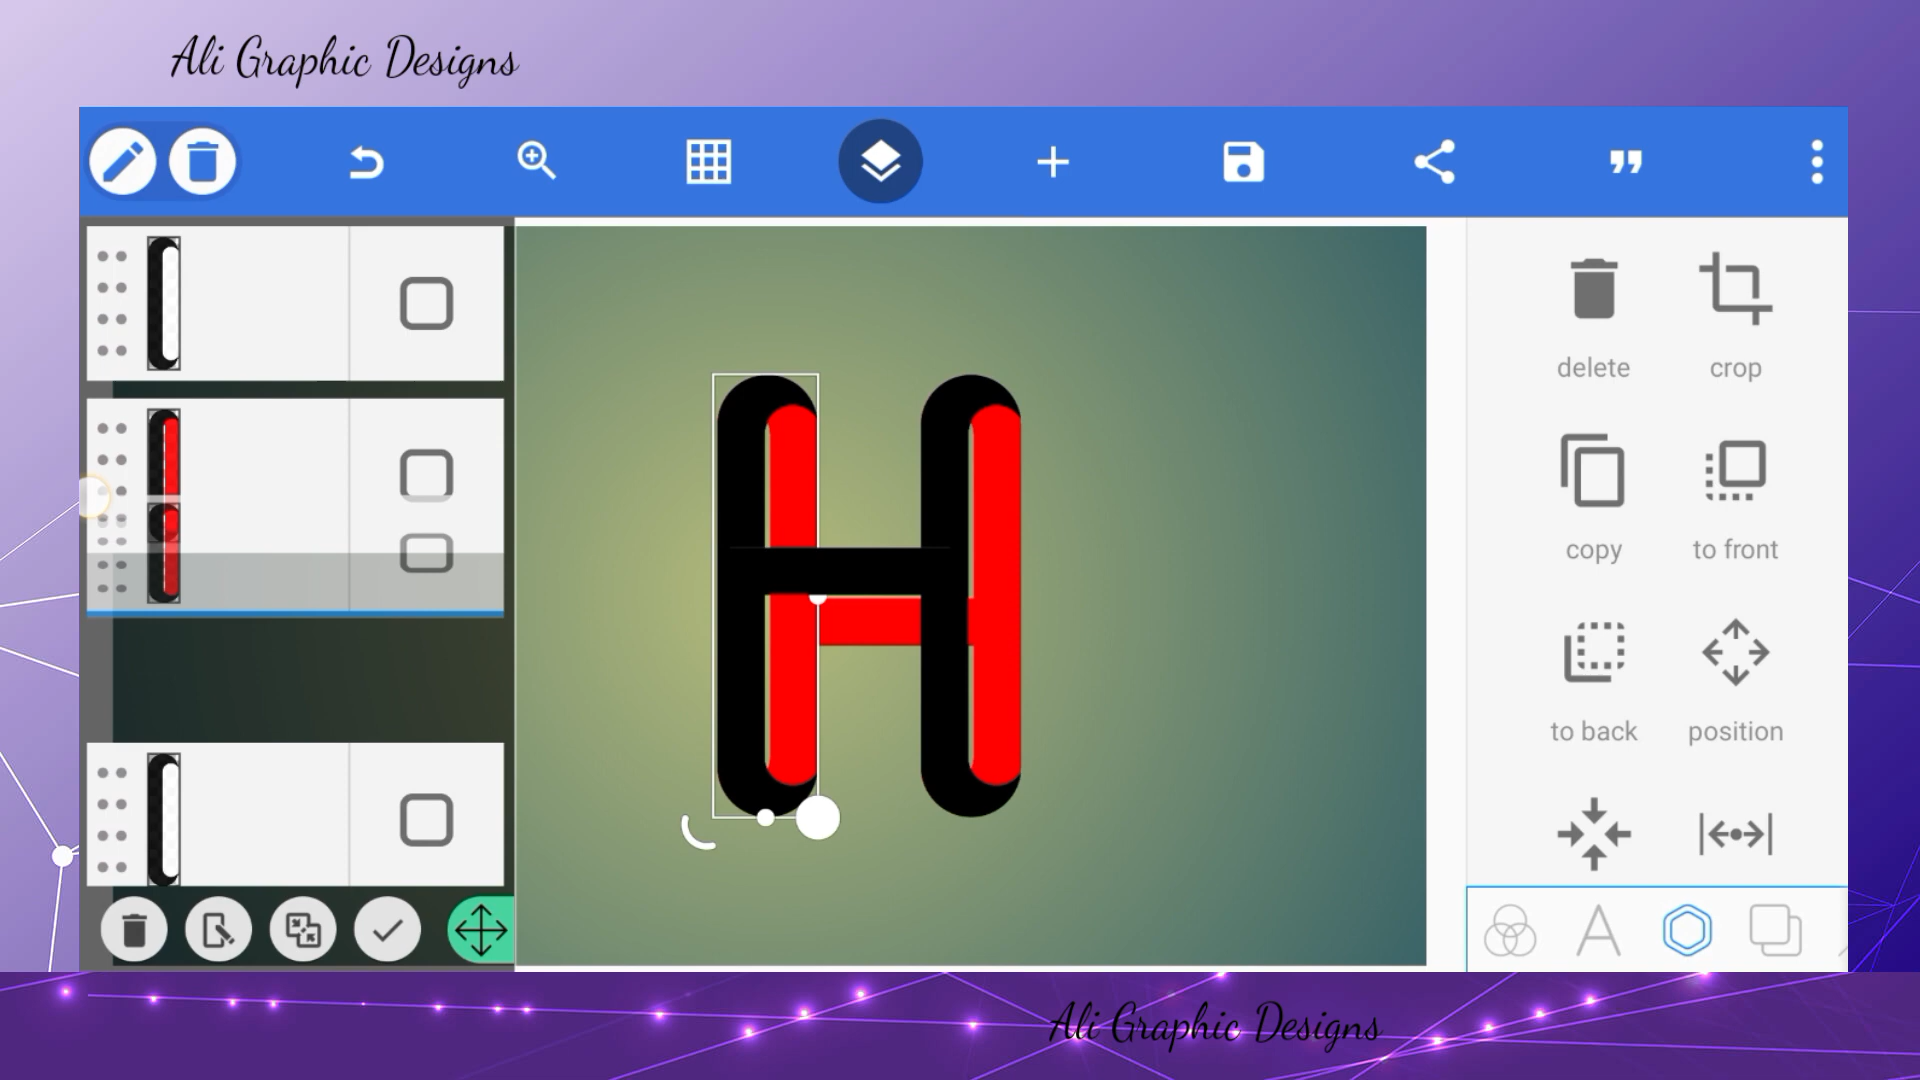 Ali Graphic Designs
delete
crop
copy
to front
to back
position
Ali Graphic Designs